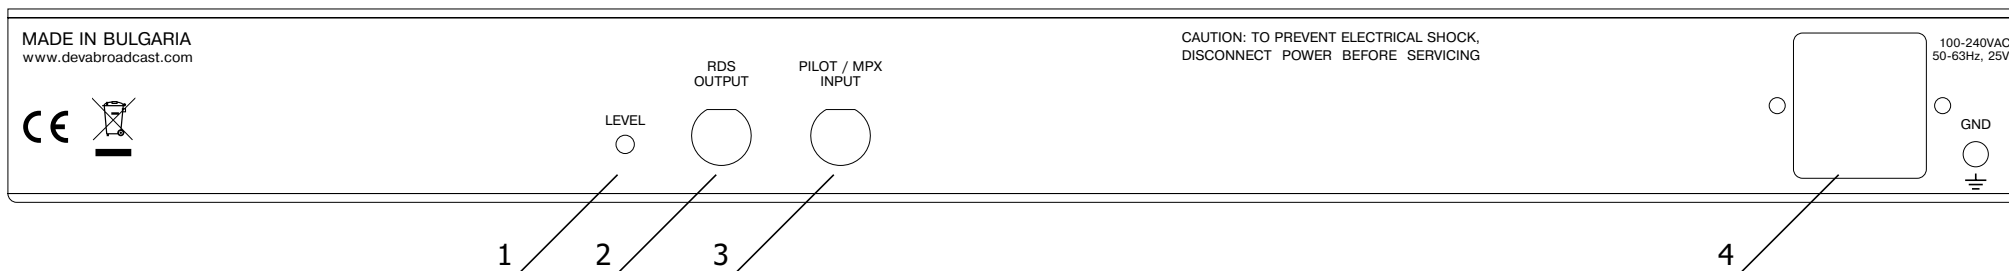 MADE IN BULGARIA
www.devabroadcast.com
CAUTION: TO PREVENT ELECTRICAL SHOCK,
DISCONNECT POWER BEFORE SERVICING
100-240VAC
50-63Hz, 25V
RDS
OUTPUT
PILOT / MPX
INPUT
LEVEL
GND
CE
1
2
3
4